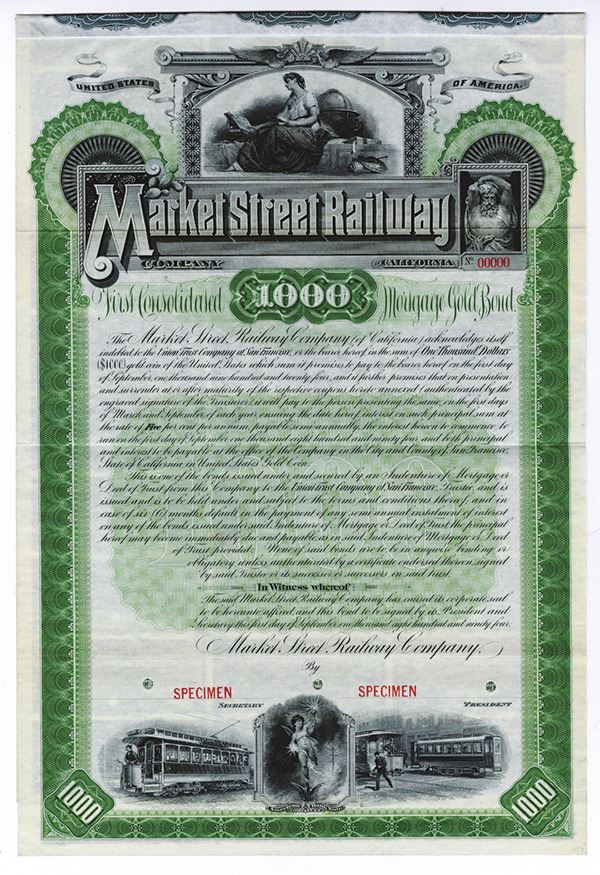 UNITED STATES OF AMERICA.
Market Street Railway
COMPANY CALIFORNIA Nº 00000
First Consolidated 1000 Mortgage Gold Bond.
The Market Street Railway Company (of California) acknowledges itself
indebted to the Union Trust Company of San Francisco, or the bearer hereof, in the sum of One Thousand Dollars
($1000) gold coin of the United States which sum it promises to pay to the bearer hereof on the first day
of September, one thousand nine hundred and twenty four, and it further promises that on presentation
and surrender at or after maturity of the respective coupons hereto annexed (authenticated by the
engraved signature of its Treasurer) it will pay to the person presenting the same, on the first days
of March and September of each year, ensuing the date hereof, interest on such principal sum at
the rate of Five per cent per annum, payable semi-annually, the interest hereon to commence to
run on the first day of September one thousand eight hundred and ninety four and both principal
and interest to be payable at the office of the Company in the City and County of San Francisco,
State of California in United States Gold Coin.
This is one of the bonds issued under and secured by an Indenture of Mortgage or
Deed of Trust from said Company to said Union Trust Company of San Francisco, Trustee, and is
issued and is to be held under and subject to the terms and conditions thereof, and in
case of six (6) months default in the payment of any semi annual instalment of interest
on any of the bonds issued under said Indenture of Mortgage or Deed of Trust the principal
hereof may become immediately due and payable, as in said Indenture of Mortgage or Deed
of Trust provided. None of said bonds are to be in anywise binding or
obligatory unless authenticated by a certificate endorsed thereon, signed
by said Trustee or its successor or successors in said trust.
In Witness whereof
The said Market Street Railway Company has caused its corporate seal
to be hereunto affixed and this bond to be signed by its President and
Secretary this first day of September, one thousand eight hundred and ninety four.
Market Street Railway Company,
By
SPECIMEN SPECIMEN
SECRETARY PRESIDENT
1000 1000